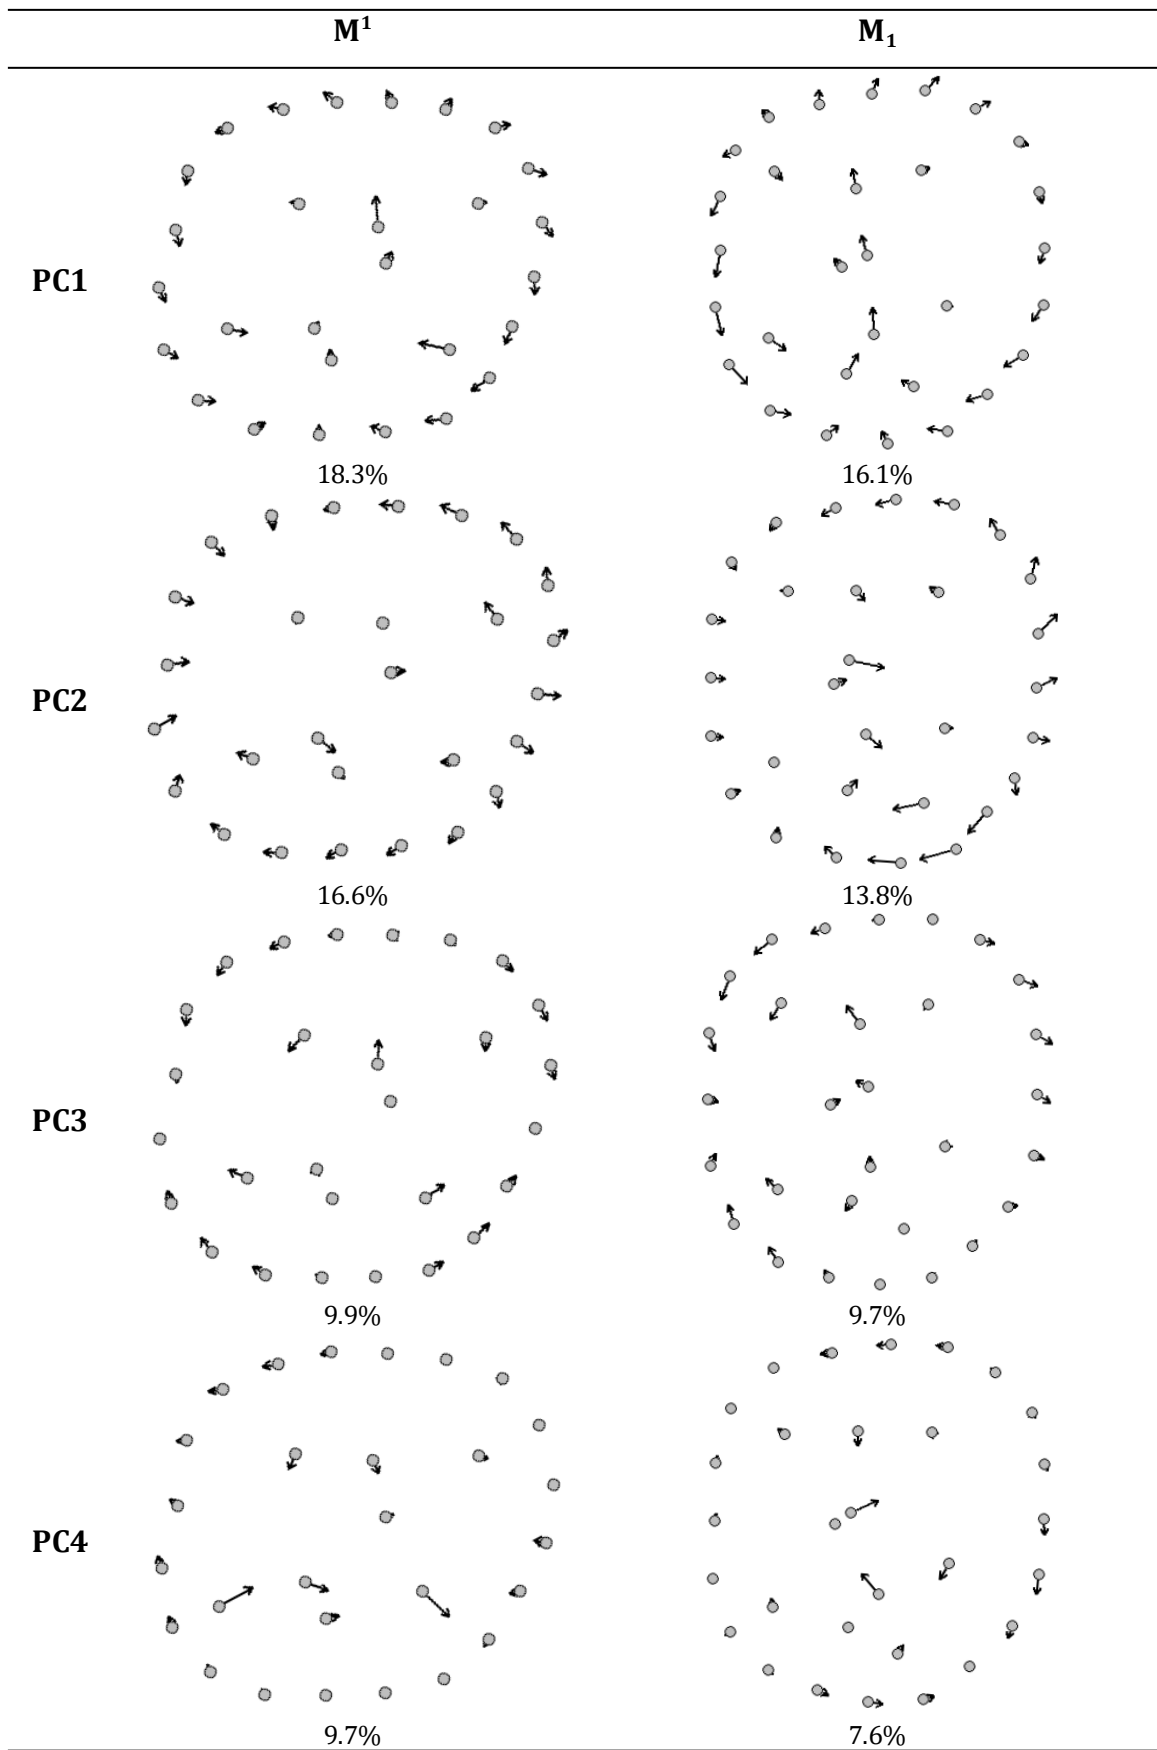 M¹ M₁
PC1
18.3% 16.1%
PC2
16.6% 13.8%
PC3
9.9% 9.7%
PC4
9.7% 7.6%